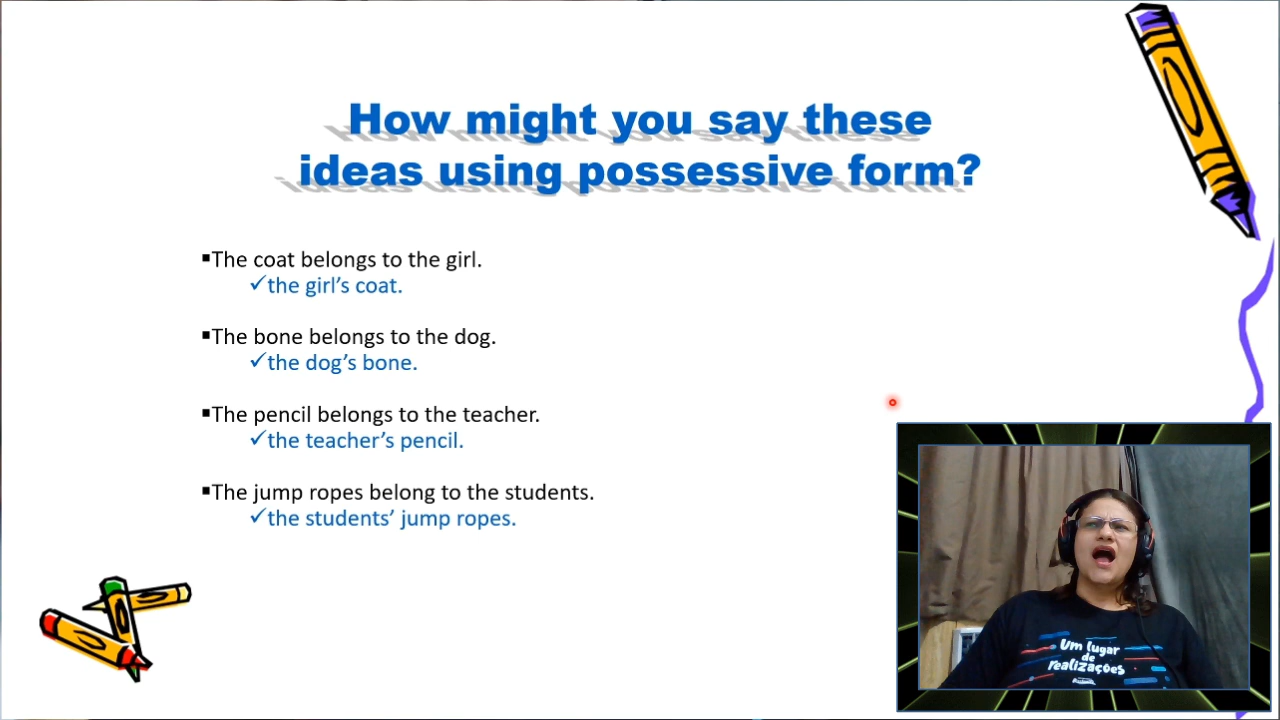 How might you say these
ideas using possessive form?
▪The coat belongs to the girl.
✓the girl’s coat.
▪The bone belongs to the dog.
✓the dog’s bone.
▪The pencil belongs to the teacher.
✓the teacher’s pencil.
▪The jump ropes belong to the students.
✓the students’ jump ropes.
Um lugar
de
realizações